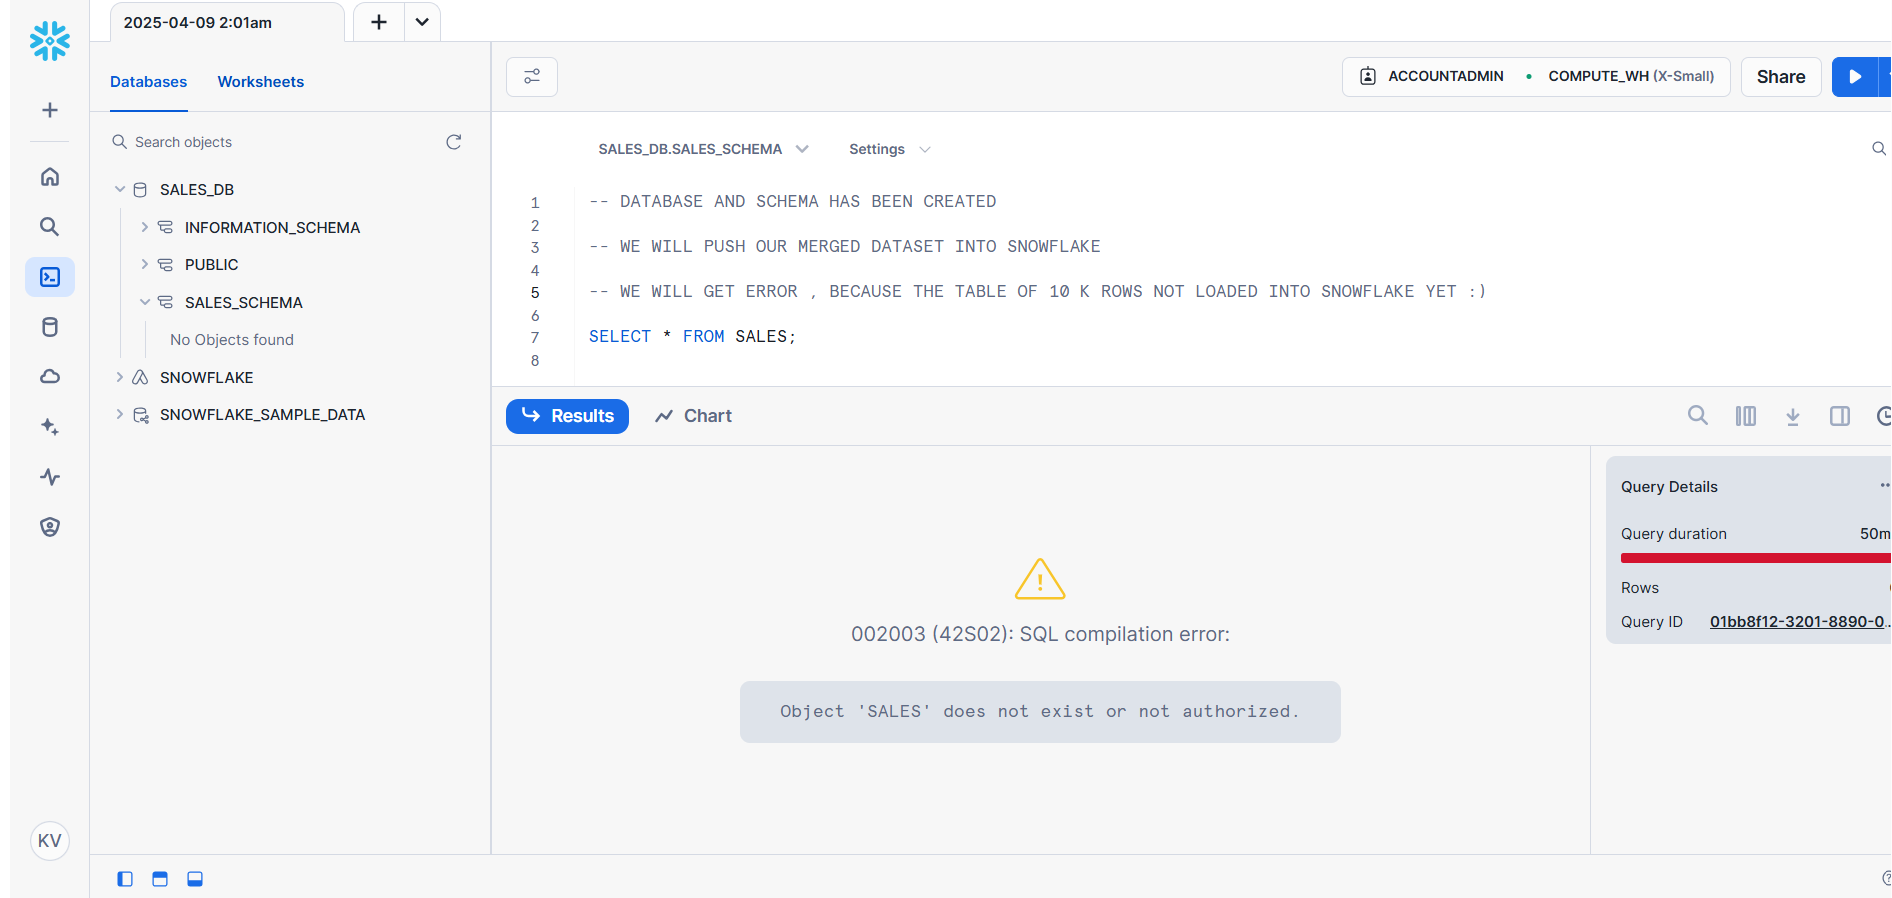 2025-04-09 2:01am
Databases Worksheets
ACCOUNTADMIN • COMPUTE_WH (X-Small)
Share
Search objects
SALES_DB
INFORMATION_SCHEMA
PUBLIC
SALES_SCHEMA
No Objects found
SNOWFLAKE
SNOWFLAKE_SAMPLE_DATA
KV
SALES_DB.SALES_SCHEMA Settings
1 -- DATABASE AND SCHEMA HAS BEEN CREATED
2
3 -- WE WILL PUSH OUR MERGED DATASET INTO SNOWFLAKE
4
5 -- WE WILL GET ERROR , BECAUSE THE TABLE OF 10 K ROWS NOT LOADED INTO SNOWFLAKE YET :)
6
7 SELECT * FROM SALES;
8
Results Chart
002003 (42S02): SQL compilation error:
Object 'SALES' does not exist or not authorized.
Query Details
Query duration 50m
Rows
Query ID 01bb8f12-3201-8890-0...